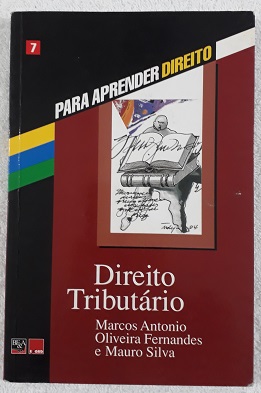 7
PARA APRENDER DIREITO
Direito
Tributário
Marcos Antonio
Oliveira Fernandes
e Mauro Silva